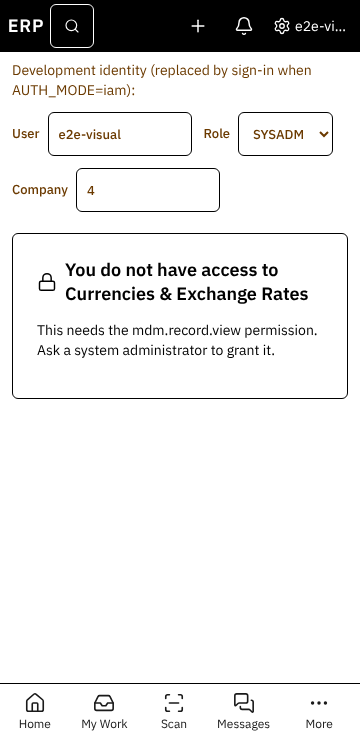 ERP
e2e-vi...
Development identity (replaced by sign-in when
AUTH_MODE=iam):
User e2e-visual Role SYSADM
Company 4
You do not have access to
Currencies & Exchange Rates
This needs the mdm.record.view permission.
Ask a system administrator to grant it.
Home My Work Scan Messages More